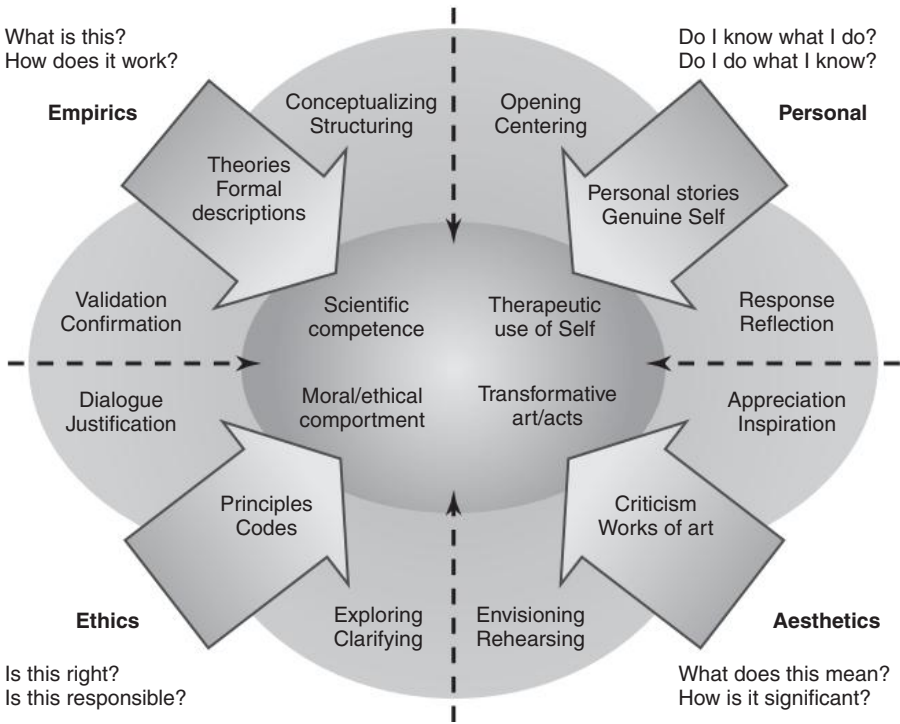 What is this?
How does it work?
Do I know what I do?
Do I do what I know?
Empirics
Personal
Conceptualizing
Structuring
Opening
Centering
Theories
Formal
descriptions
Personal stories
Genuine Self
Validation
Confirmation
Scientific
competence
Therapeutic
use of Self
Response
Reflection
Dialogue
Justification
Moral/ethical
comportment
Transformative
art/acts
Appreciation
Inspiration
Principles
Codes
Criticism
Works of art
Ethics
Exploring
Clarifying
Envisioning
Rehearsing
Aesthetics
Is this right?
Is this responsible?
What does this mean?
How is it significant?